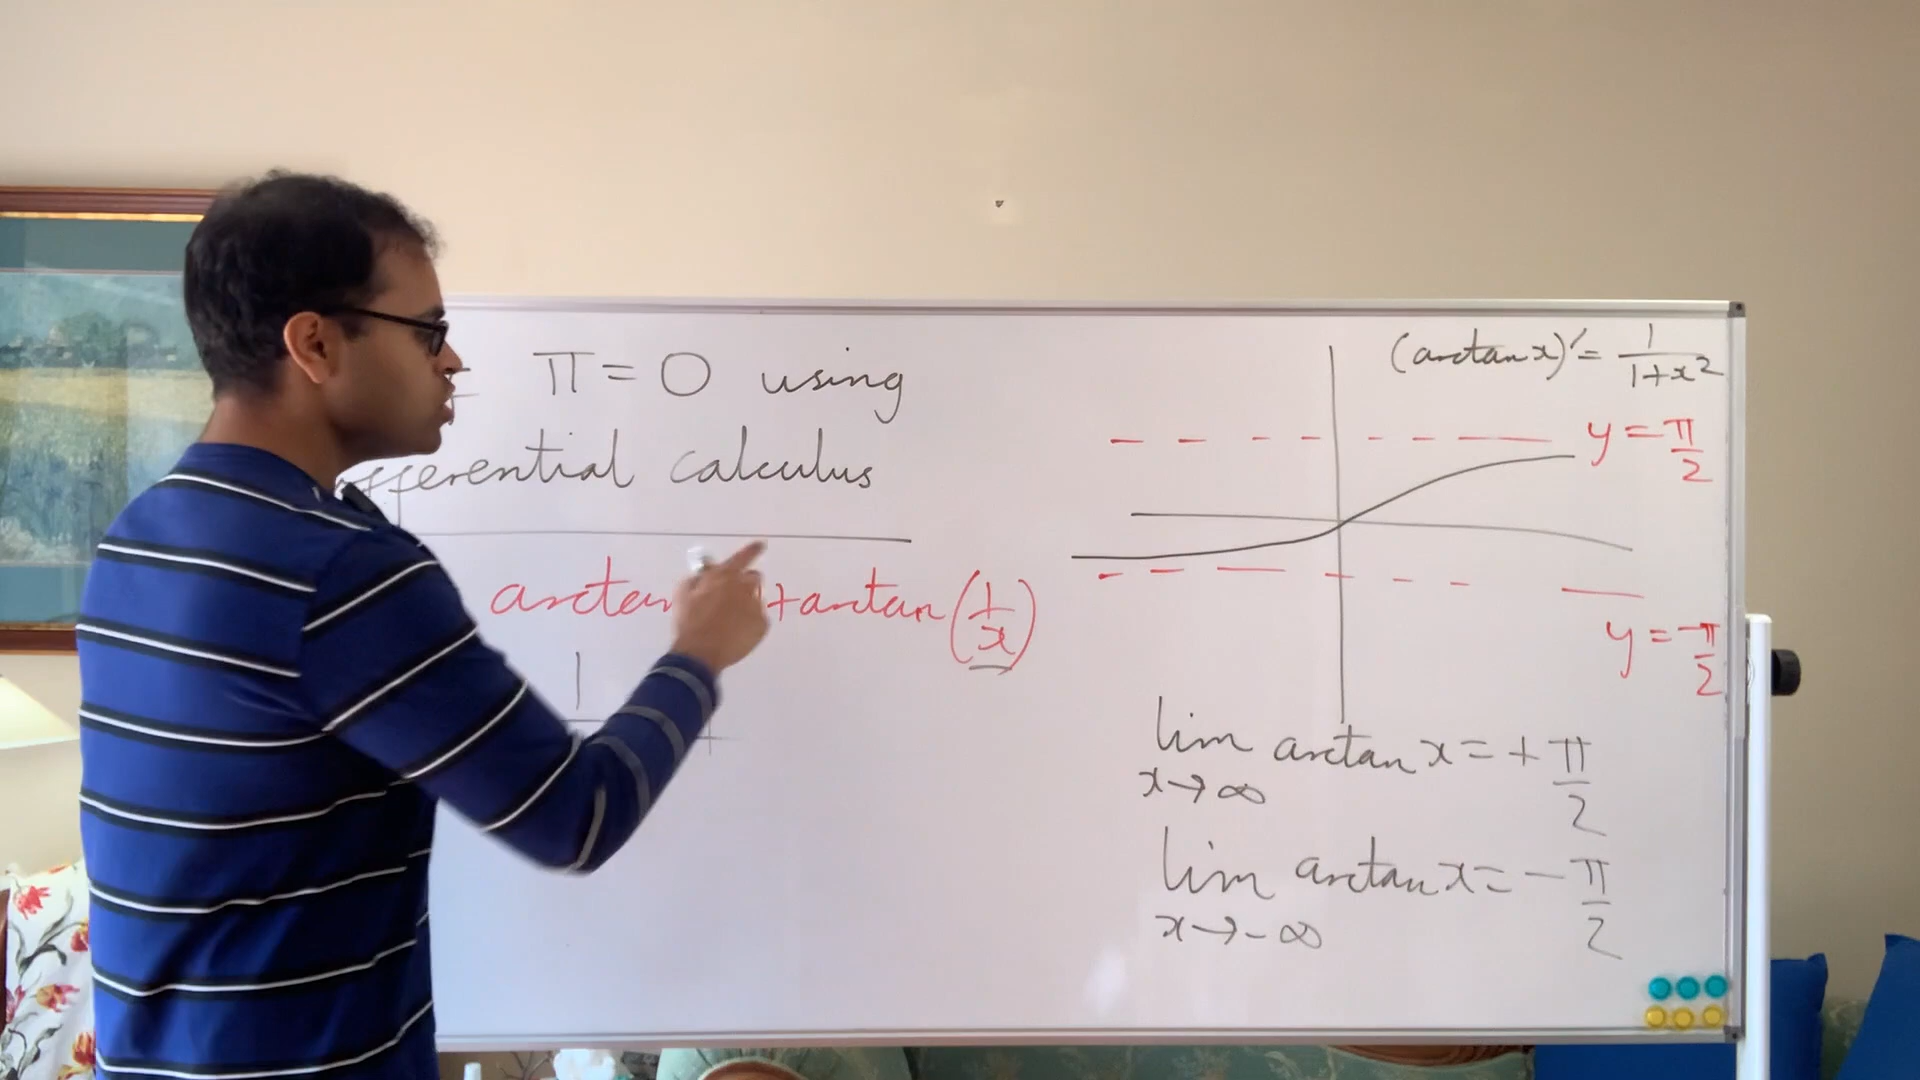 π = 0 using
fferential calculus
arctan + arctan (1/x)
1
+
(arctan x)′ = 1/1+x²
y = π/2
y = -π/2
lim arctan x = + π/2
x → ∞
lim arctan x = - π/2
x → -∞